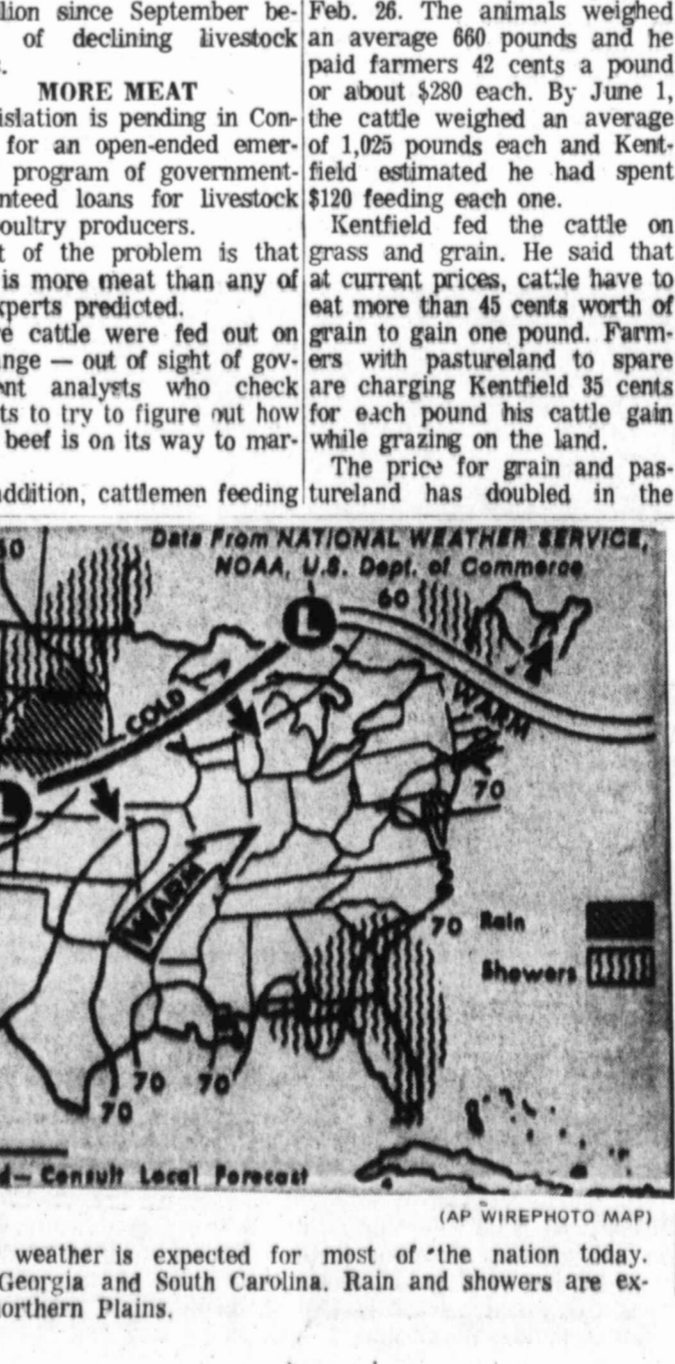 lion since September be-
of declining livestock
s.
MORE MEAT
islation is pending in Con-
for an open-ended emer-
program of government-
nteed loans for livestock
oultry producers.
t of the problem is that
is more meat than any of
xperts predicted.
re cattle were fed out on
nge — out of sight of gov-
ent analysts who check
ts to try to figure out how
beef is on its way to mar-
addition, cattlemen feeding
Feb. 26. The animals weighed
an average 660 pounds and he
paid farmers 42 cents a pound
or about $280 each. By June 1,
the cattle weighed an average
of 1,025 pounds each and Kent-
field estimated he had spent
$120 feeding each one.
Kentfield fed the cattle on
grass and grain. He said that
at current prices, cattle have to
eat more than 45 cents worth of
grain to gain one pound. Farm-
ers with pastureland to spare
are charging Kentfield 35 cents
for each pound his cattle gain
while grazing on the land.
The price for grain and pas-
tureland has doubled in the
Data From NATIONAL WEATHER SERVICE,
NOAA, U.S. Dept. of Commerce
60
60
L
COLD
WARM
L
70
WARM
70
Rain
Showers
70
70
70
d — Consult Local Forecast
(AP WIREPHOTO MAP)
weather is expected for most of the nation today.
Georgia and South Carolina. Rain and showers are ex-
orthern Plains.